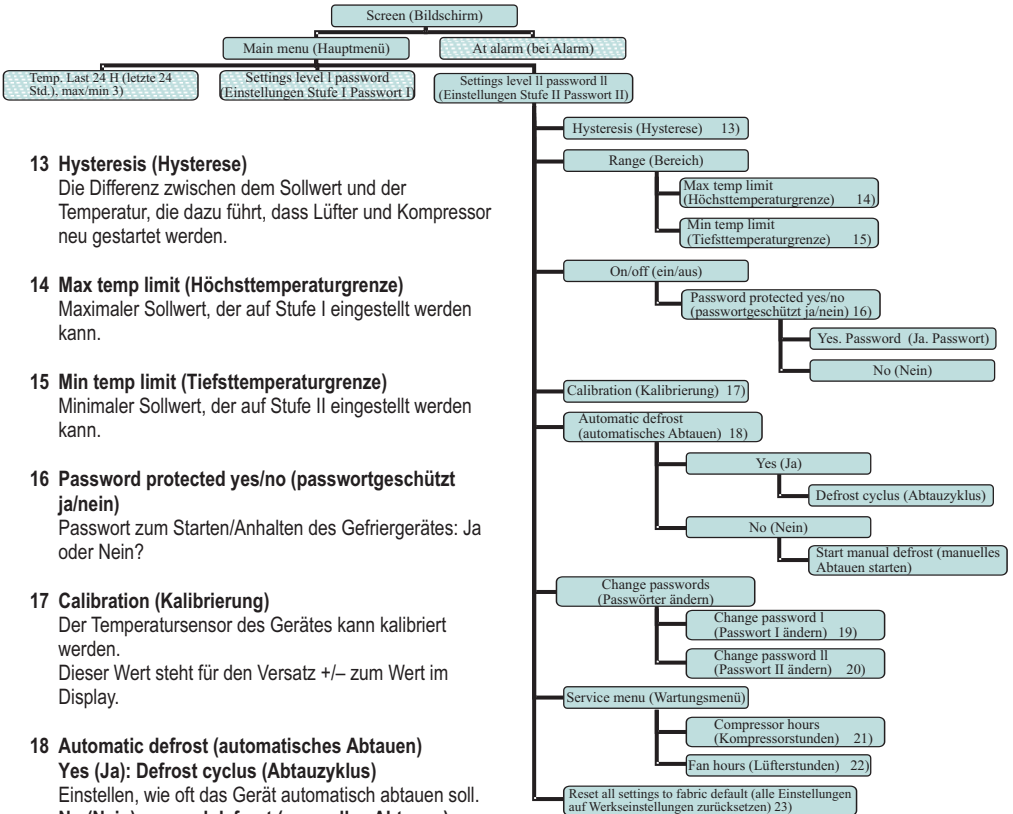 Screen (Bildschirm)
Main menu (Hauptmenü)
At alarm (bei Alarm)
Temp. Last 24 H (letzte 24
Std.), max/min 3)
Settings level l password
(Einstellungen Stufe I Passwort I)
Settings level ll password ll
(Einstellungen Stufe II Passwort II)
Hysteresis (Hysterese) 13)
Range (Bereich)
Max temp limit
(Höchsttemperaturgrenze) 14)
Min temp limit
(Tiefsttemperaturgrenze) 15)
On/off (ein/aus)
Password protected yes/no
(passwortgeschützt ja/nein) 16)
Yes. Password (Ja. Passwort)
No (Nein)
Calibration (Kalibrierung) 17)
Automatic defrost
(automatisches Abtauen) 18)
Yes (Ja)
Defrost cyclus (Abtauzyklus)
No (Nein)
Start manual defrost (manuelles
Abtauen starten)
Change passwords
(Passwörter ändern)
Change password l
(Passwort I ändern) 19)
Change password ll
(Passwort II ändern) 20)
Service menu (Wartungsmenü)
Compressor hours
(Kompressorstunden) 21)
Fan hours (Lüfterstunden) 22)
Reset all settings to fabric default (alle Einstellungen
auf Werkseinstellungen zurücksetzen) 23)
13 Hysteresis (Hysterese)
Die Differenz zwischen dem Sollwert und der
Temperatur, die dazu führt, dass Lüfter und Kompressor
neu gestartet werden.
14 Max temp limit (Höchsttemperaturgrenze)
Maximaler Sollwert, der auf Stufe I eingestellt werden
kann.
15 Min temp limit (Tiefsttemperaturgrenze)
Minimaler Sollwert, der auf Stufe II eingestellt werden
kann.
16 Password protected yes/no (passwortgeschützt
ja/nein)
Passwort zum Starten/Anhalten des Gefriergerätes: Ja
oder Nein?
17 Calibration (Kalibrierung)
Der Temperatursensor des Gerätes kann kalibriert
werden.
Dieser Wert steht für den Versatz +/– zum Wert im
Display.
18 Automatic defrost (automatisches Abtauen)
Yes (Ja): Defrost cyclus (Abtauzyklus)
Einstellen, wie oft das Gerät automatisch abtauen soll.